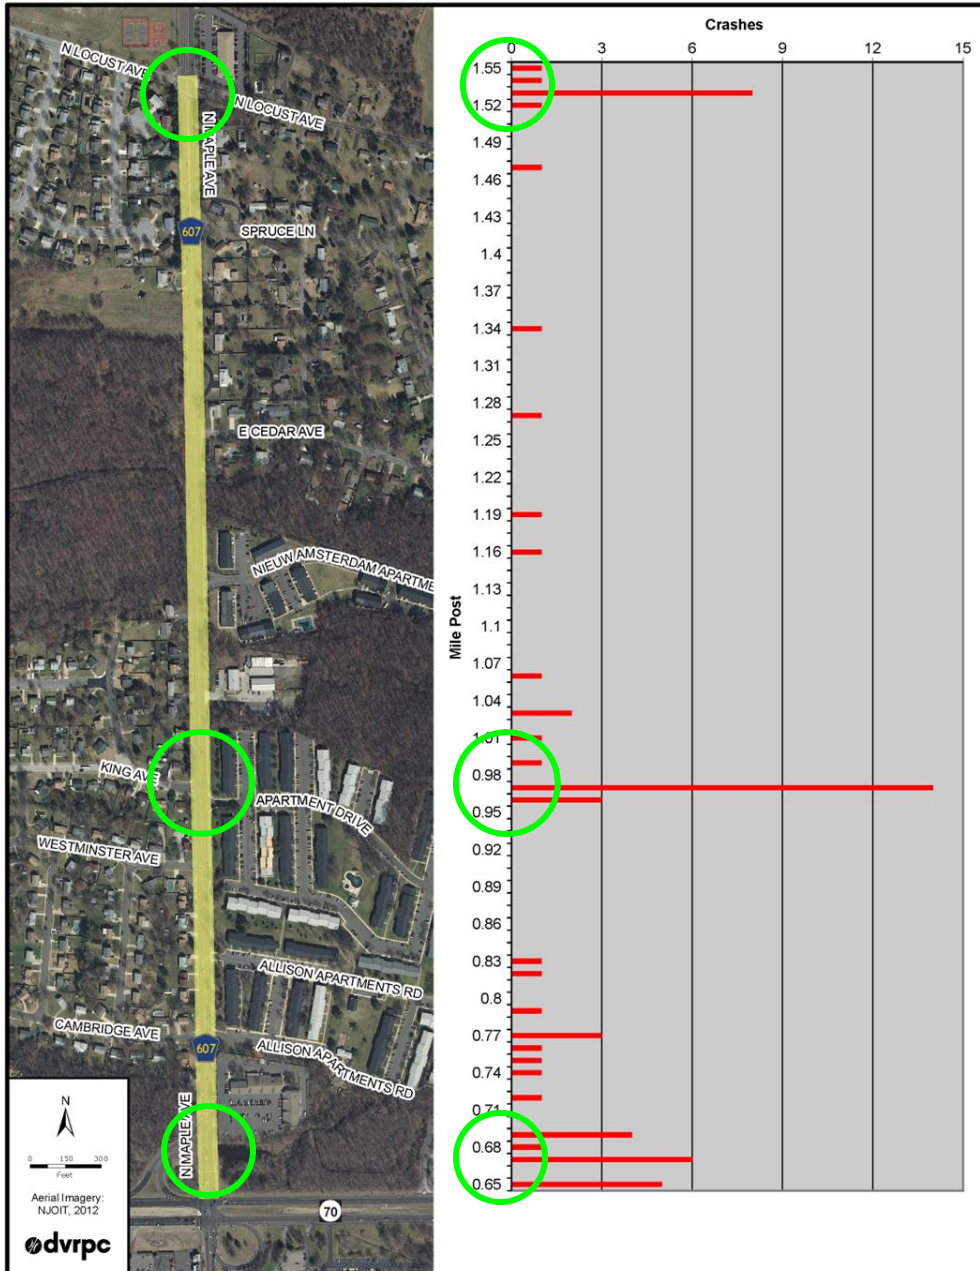 N LOCUST AVE
N LOCUST AVE
N MAPLE AVE
607
SPRUCE LN
E CEDAR AVE
NIEUW AMSTERDAM APARTME
KING AVE
APARTMENT DRIVE
WESTMINSTER AVE
ALLISON APARTMENTS RD
CAMBRIDGE AVE
607
ALLISON APARTMENTS RD
N MAPLE AVE
70
N
0 150 300
Feet
Aerial Imagery:
NJOIT, 2012
dvrpc
Crashes
0 3 6 9 12 15
Mile Post
1.55
1.52
1.49
1.46
1.43
1.4
1.37
1.34
1.31
1.28
1.25
1.22
1.19
1.16
1.13
1.1
1.07
1.04
1.01
0.98
0.95
0.92
0.89
0.86
0.83
0.8
0.77
0.74
0.71
0.68
0.65